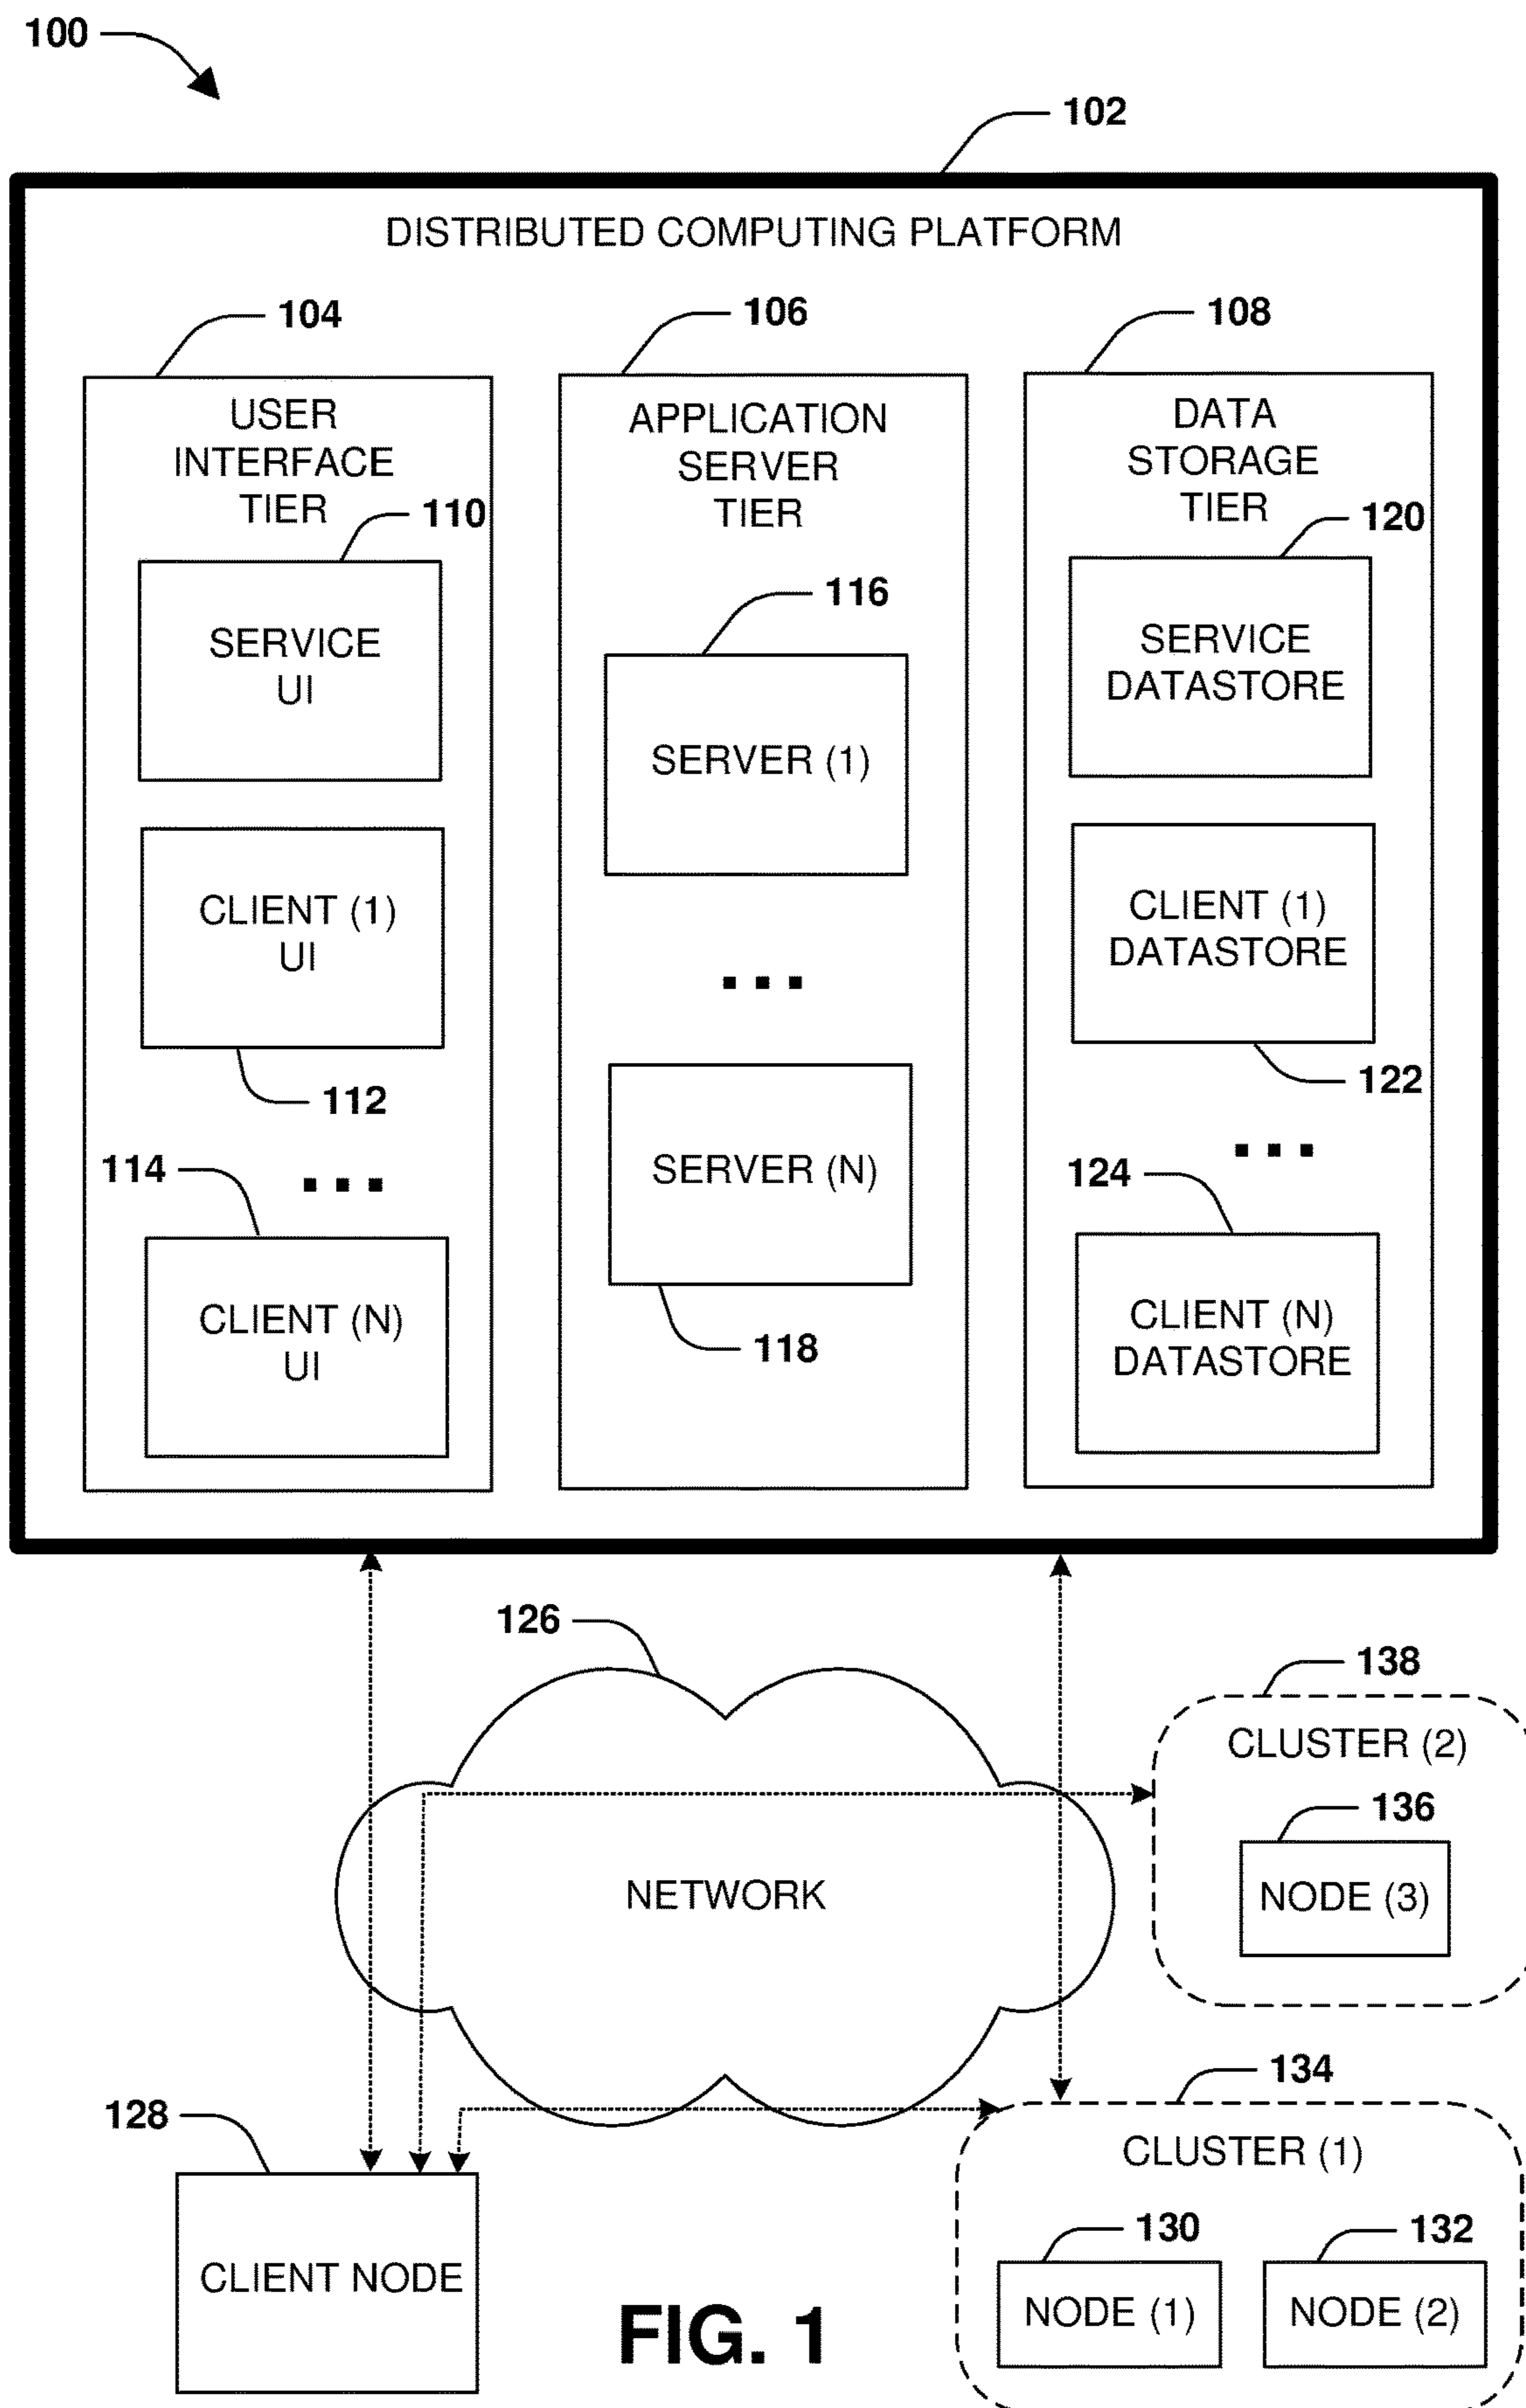 100
102
DISTRIBUTED COMPUTING PLATFORM
104
USER
INTERFACE
TIER
110
SERVICE
UI
CLIENT (1)
UI
112
114
...
CLIENT (N)
UI
106
APPLICATION
SERVER
TIER
116
SERVER (1)
...
SERVER (N)
118
108
DATA
STORAGE
TIER
120
SERVICE
DATASTORE
CLIENT (1)
DATASTORE
122
...
124
CLIENT (N)
DATASTORE
126
NETWORK
138
CLUSTER (2)
136
NODE (3)
128
CLIENT NODE
134
CLUSTER (1)
130
NODE (1)
132
NODE (2)
FIG. 1